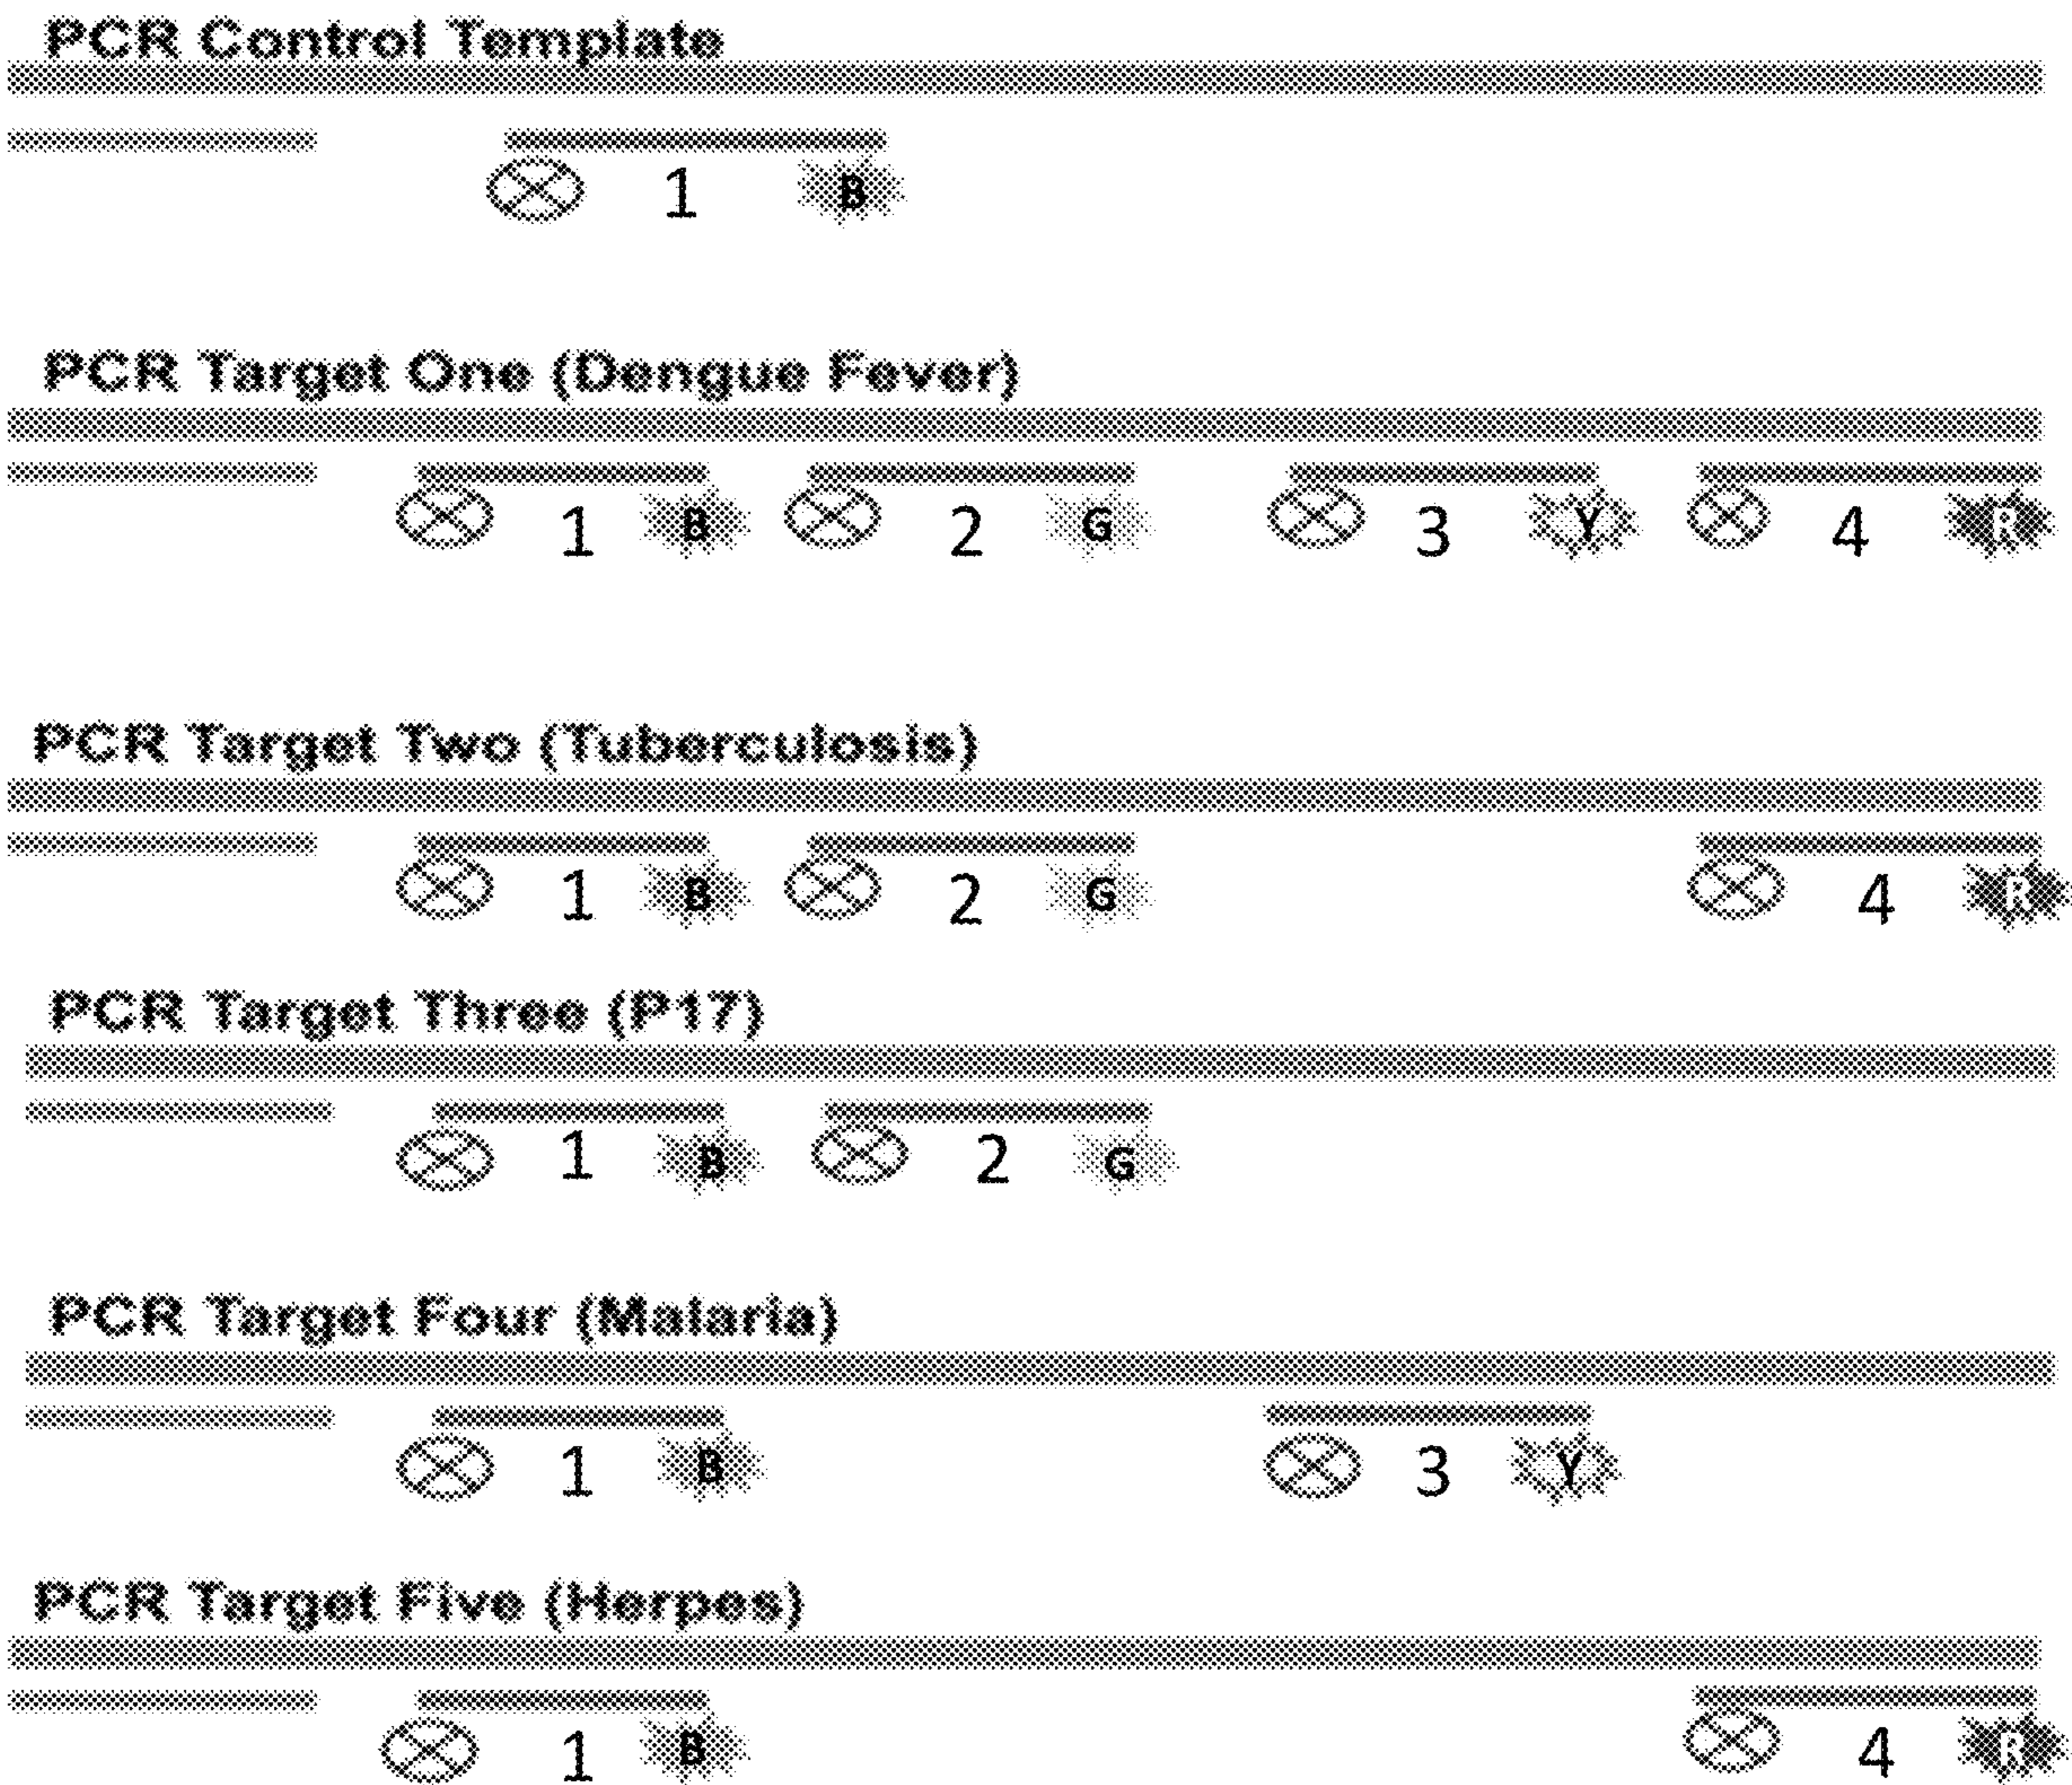 PCR Control Template
1 B
PCR Target One (Dengue Fever)
1 B 2 G 3 Y 4 R
PCR Target Two (Tuberculosis)
1 B 2 G 4 R
PCR Target Three (P17)
1 B 2 G
PCR Target Four (Malaria)
1 B 3 Y
PCR Target Five (Herpes)
1 B 4 R